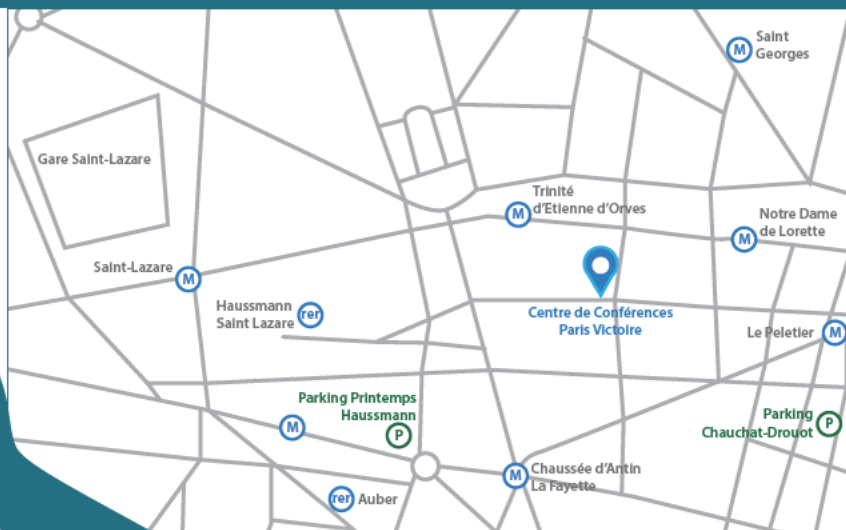 Saint
Georges
M
Gare Saint-Lazare
Trinité
d'Etienne d'Orves
M
Notre Dame
de Lorette
M
Saint-Lazare
M
Haussmann
Saint Lazare
rer
Centre de Conférences
Paris Victoire
Le Peletier
M
Parking Printemps
Haussmann
P
M
Parking
Chauchat-Drouot
P
M
Chaussée d'Antin
La Fayette
rer
Auber